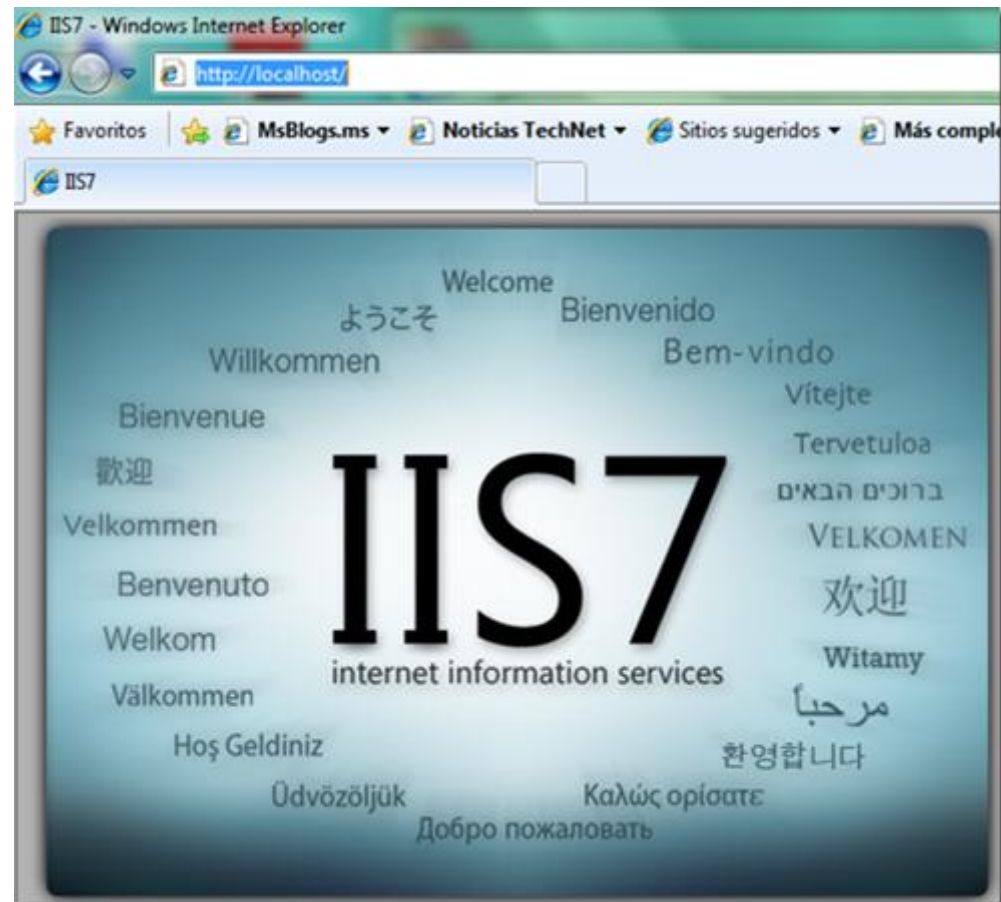 IIS7 - Windows Internet Explorer
http://localhost/
Favoritos MsBlogs.ms Noticias TechNet Sitios sugeridos Más comple
IIS7
Welcome
ようこそ Bienvenido
Willkommen Bem-vindo
Vítejte
Bienvenue
Tervetuloa
歡迎
ברוכים הבאים
Velkommen
VELKOMEN
Benvenuto
欢迎
Welkom
IIS7
Witamy
internet information services
Välkommen
مرحباً
Hoş Geldiniz
환영합니다
Üdvözöljük Καλώς ορίσατε
Добро пожаловать